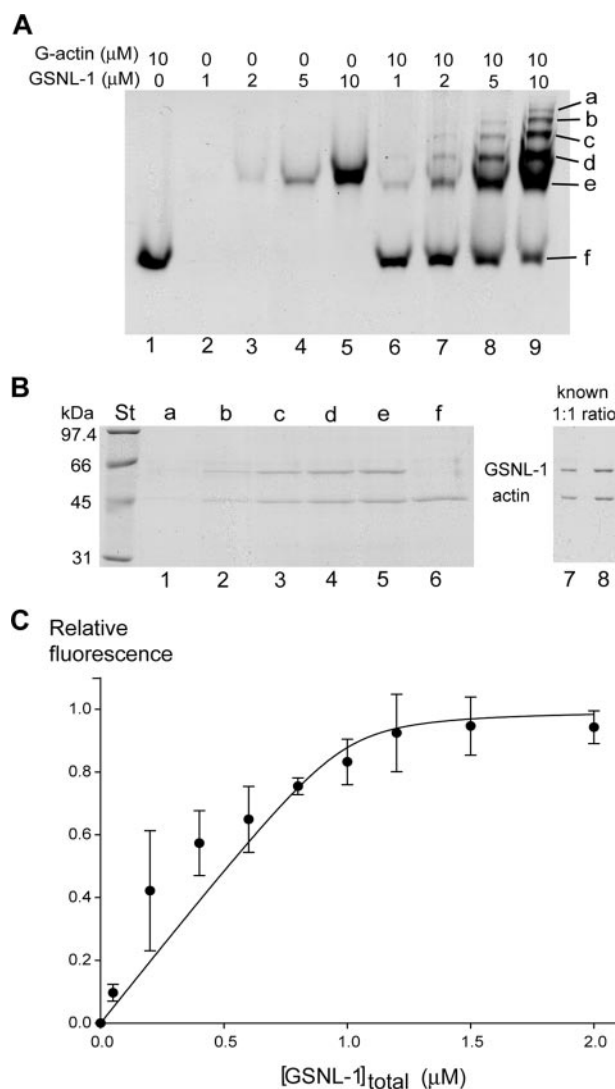 A
G-actin (μM) 10 0 0 0 0 10 10 10 10
GSNL-1 (μM) 0 1 2 5 10 1 2 5 10
a
b
c
d
e
f
1 2 3 4 5 6 7 8 9
B
kDa St a b c d e f
known
1:1 ratio
97.4
66
GSNL-1
45
actin
31
1 2 3 4 5 6 7 8
C
Relative
fluorescence
1.0
0.8
0.6
0.4
0.2
0.0
0.0 0.5 1.0 1.5 2.0
[GSNL-1]total (μM)